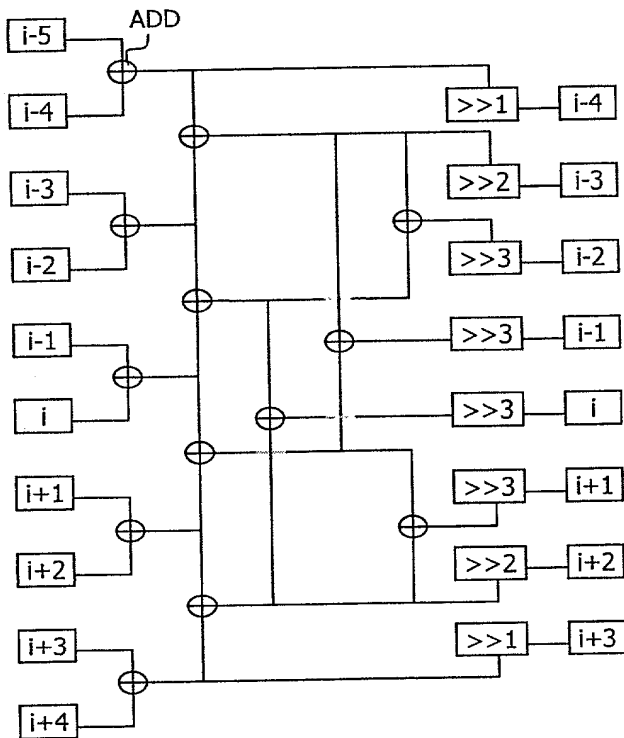 ADD
i-5
i-4
i-3
i-2
i-1
i
i+1
i+2
i+3
i+4
>>1 i-4
>>2 i-3
>>3 i-2
>>3 i-1
>>3 i
>>3 i+1
>>2 i+2
>>1 i+3